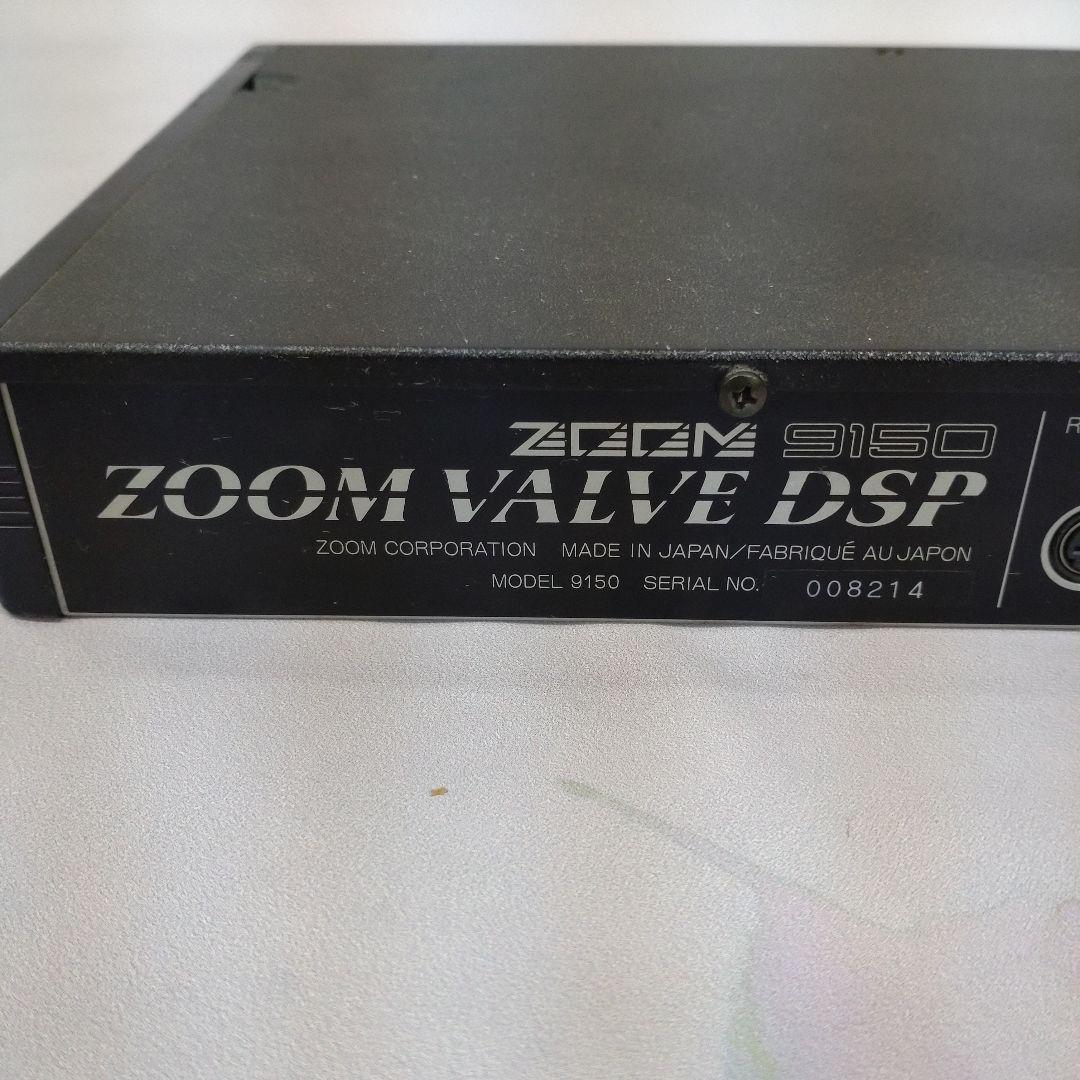 ZOOM 9150
ZOOM VALVE DSP
ZOOM CORPORATION MADE IN JAPAN/FABRIQUÉ AU JAPON
MODEL 9150 SERIAL NO. 008214